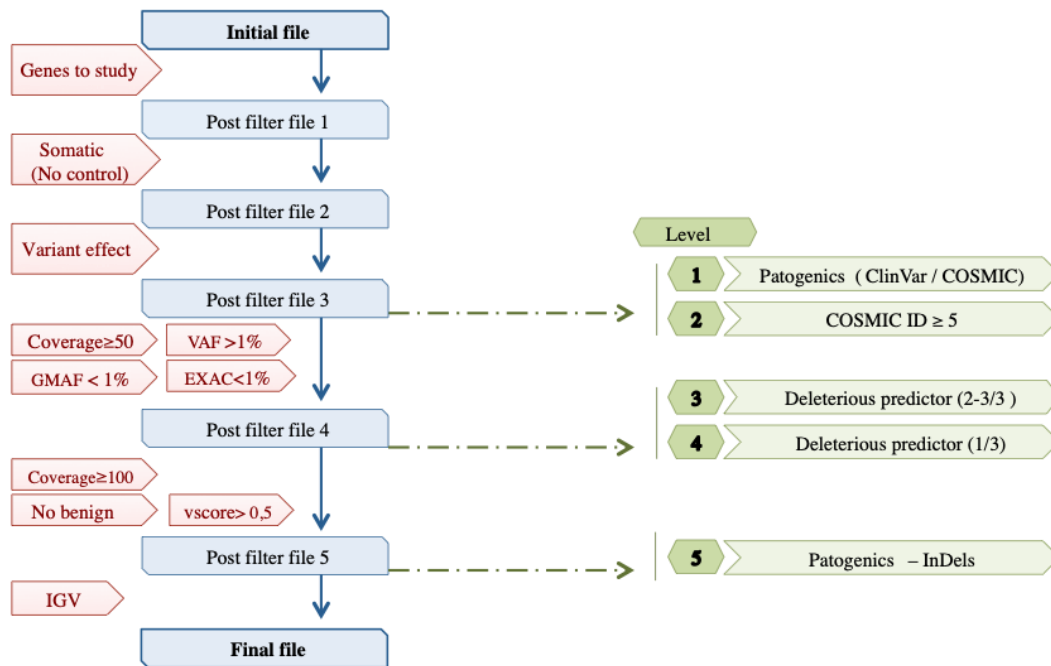 Initial file
Genes to study
Post filter file 1
Somatic
(No control)
Post filter file 2
Variant effect
Level
Post filter file 3
1 Patogenics ( ClinVar / COSMIC)
2 COSMIC ID ≥ 5
Coverage≥50 VAF >1%
GMAF < 1% EXAC<1%
3 Deleterious predictor (2-3/3 )
Post filter file 4
4 Deleterious predictor (1/3)
Coverage≥100
No benign vscore> 0,5
Post filter file 5
5 Patogenics – InDels
IGV
Final file